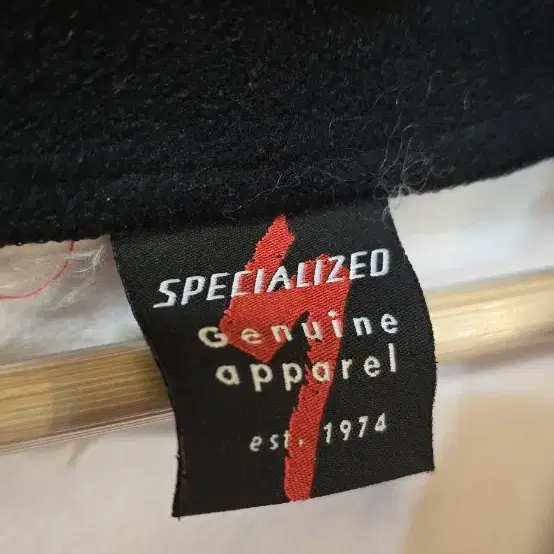 SPECIALIZED
Genuine
apparel
est. 1974